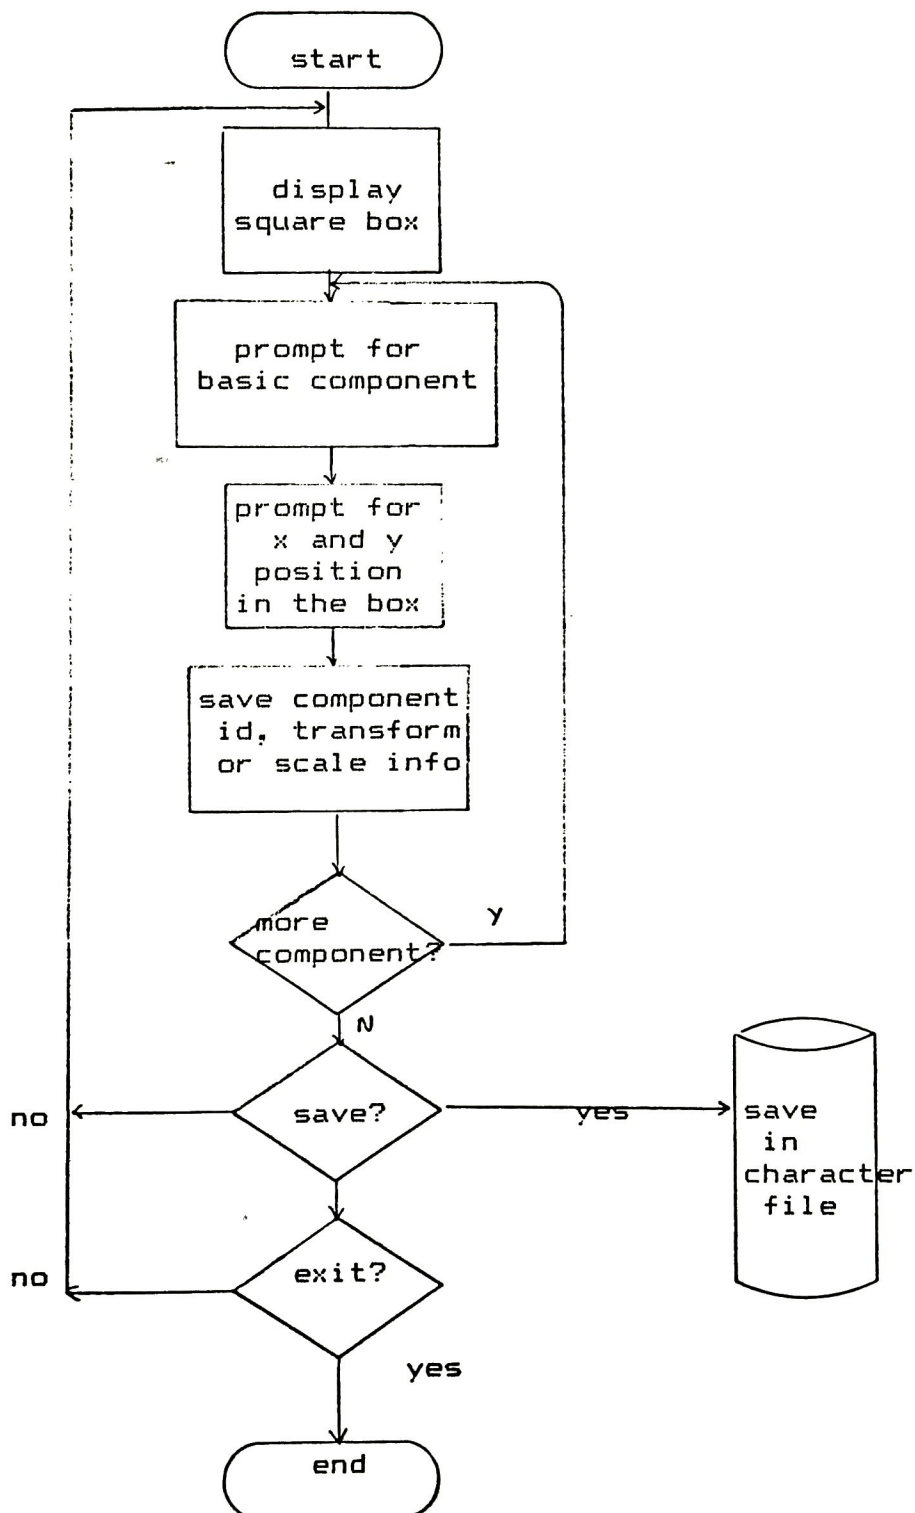 start
display
square box
prompt for
basic component
prompt for
x and y
position
in the box
save component
id, transform
or scale info
more
component?
Y
N
no
save?
yes
save
in
character
file
no
exit?
yes
end